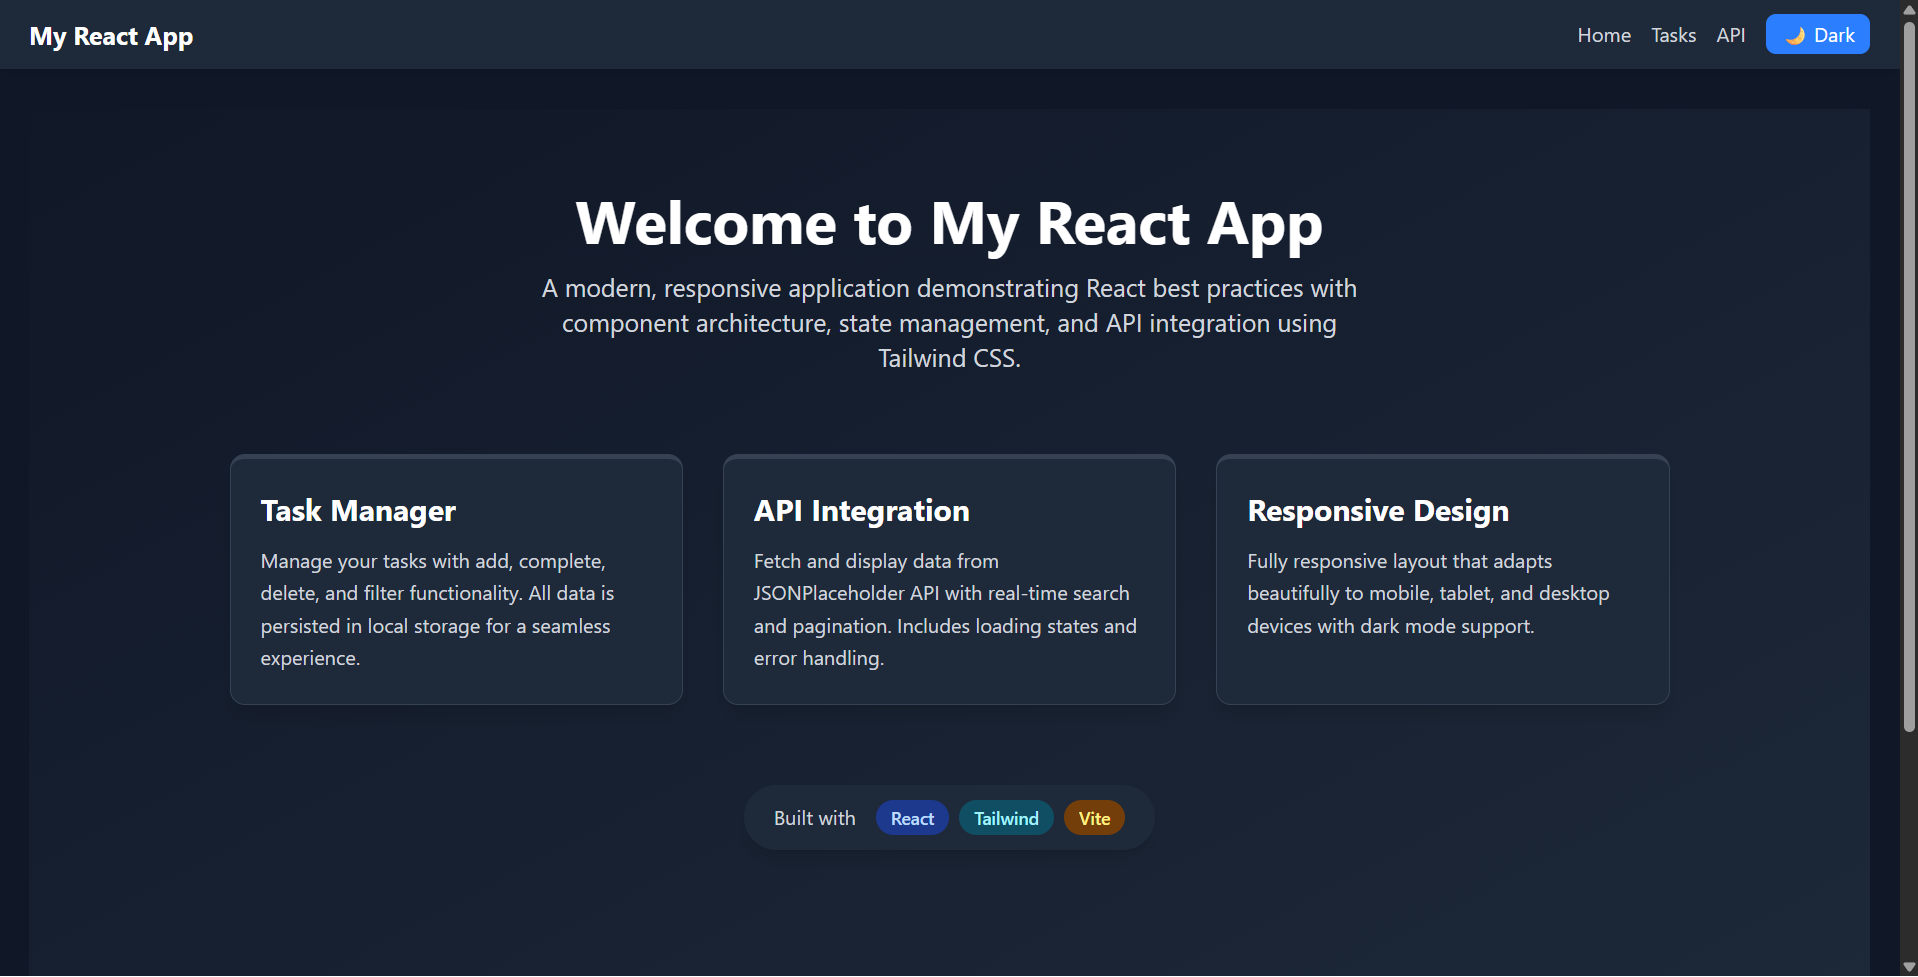 My React App
Home Tasks API 🌙 Dark
Welcome to My React App
A modern, responsive application demonstrating React best practices with
component architecture, state management, and API integration using
Tailwind CSS.
Task Manager
Manage your tasks with add, complete,
delete, and filter functionality. All data is
persisted in local storage for a seamless
experience.
API Integration
Fetch and display data from
JSONPlaceholder API with real-time search
and pagination. Includes loading states and
error handling.
Responsive Design
Fully responsive layout that adapts
beautifully to mobile, tablet, and desktop
devices with dark mode support.
Built with React Tailwind Vite